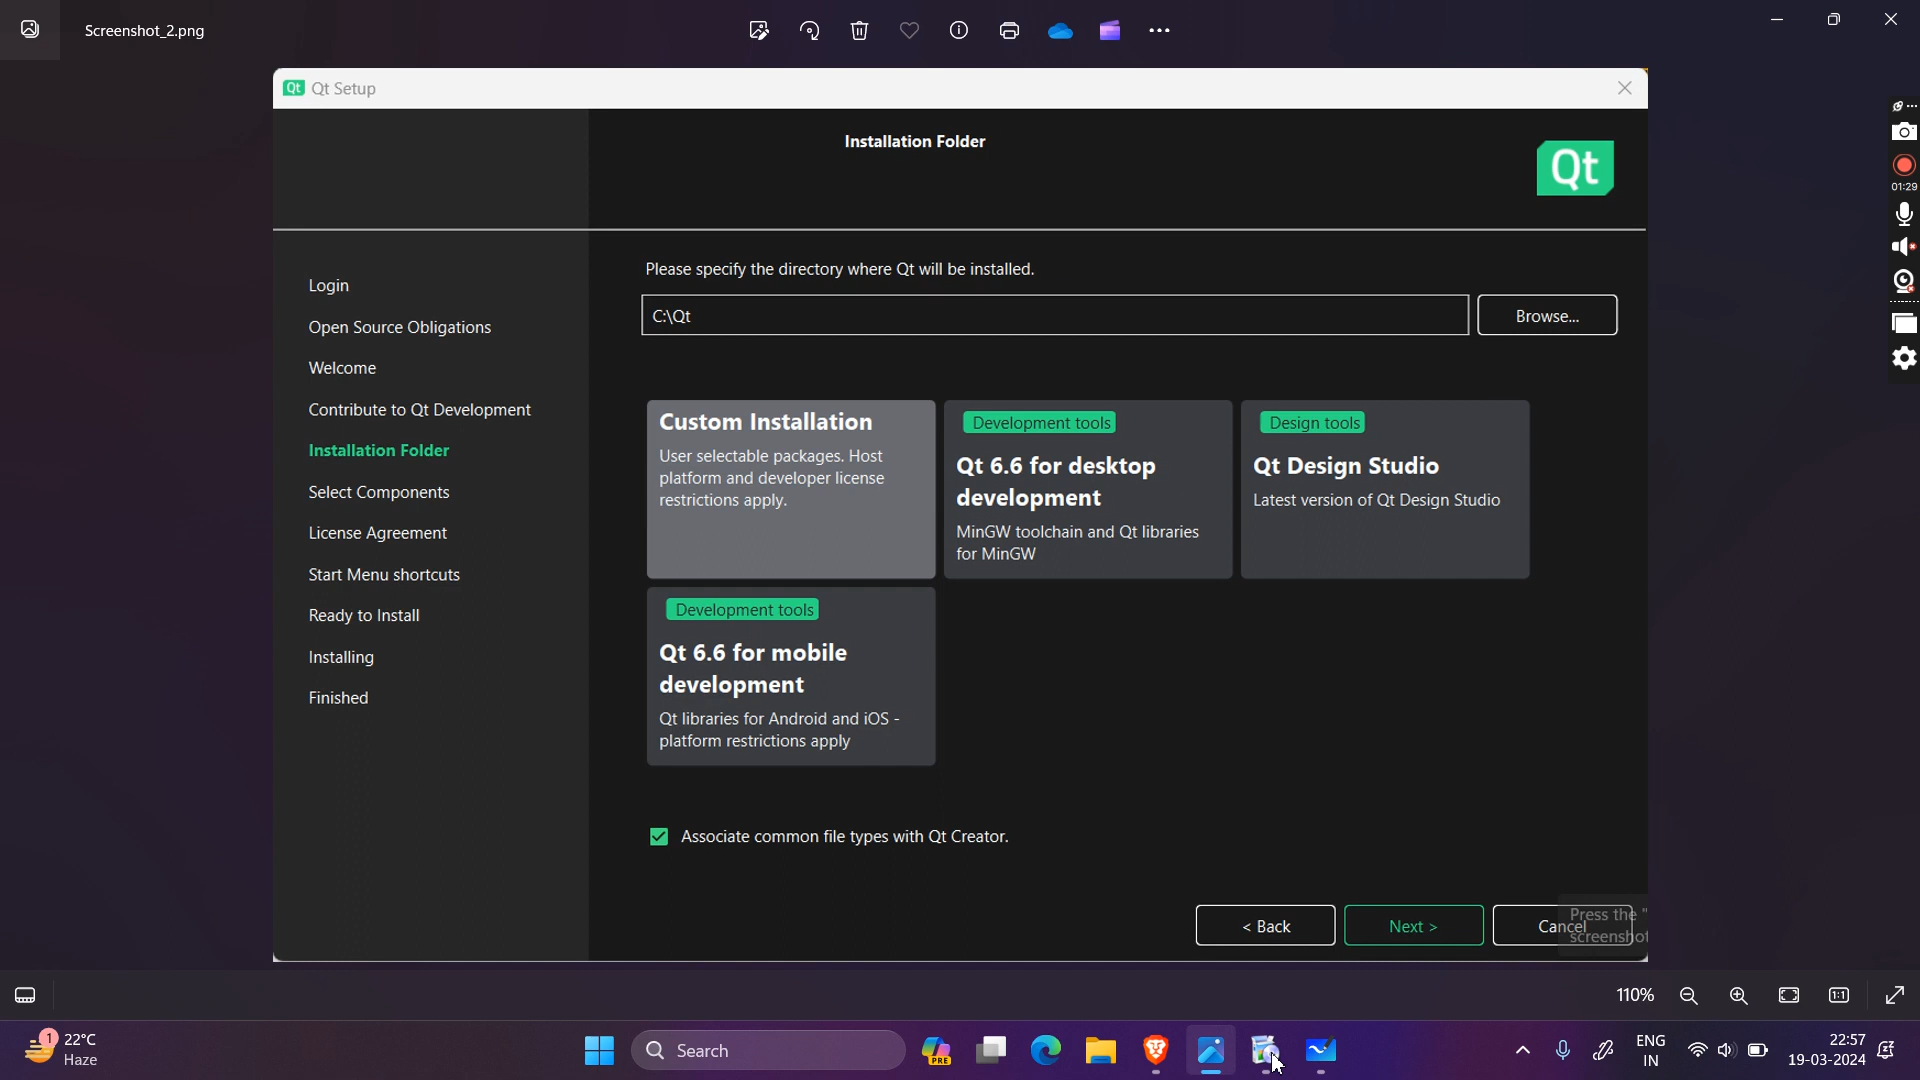 Screenshot_2.png
Qt Qt Setup
Installation Folder
Qt
Login
Open Source Obligations
Welcome
Contribute to Qt Development
Installation Folder
Select Components
License Agreement
Start Menu shortcuts
Ready to Install
Installing
Finished
Please specify the directory where Qt will be installed.
C:\Qt
Browse...
Custom Installation
User selectable packages. Host
platform and developer license
restrictions apply.
Development tools
Qt 6.6 for desktop
development
MinGW toolchain and Qt libraries
for MinGW
Design tools
Qt Design Studio
Latest version of Qt Design Studio
Development tools
Qt 6.6 for mobile
development
Qt libraries for Android and iOS -
platform restrictions apply
Associate common file types with Qt Creator.
< Back
Next >
Cancel
Press the "
screenshot
01:29
110%
1:1
1
22°C
Haze
Search
PRE
ENG
IN
22:57
19-03-2024